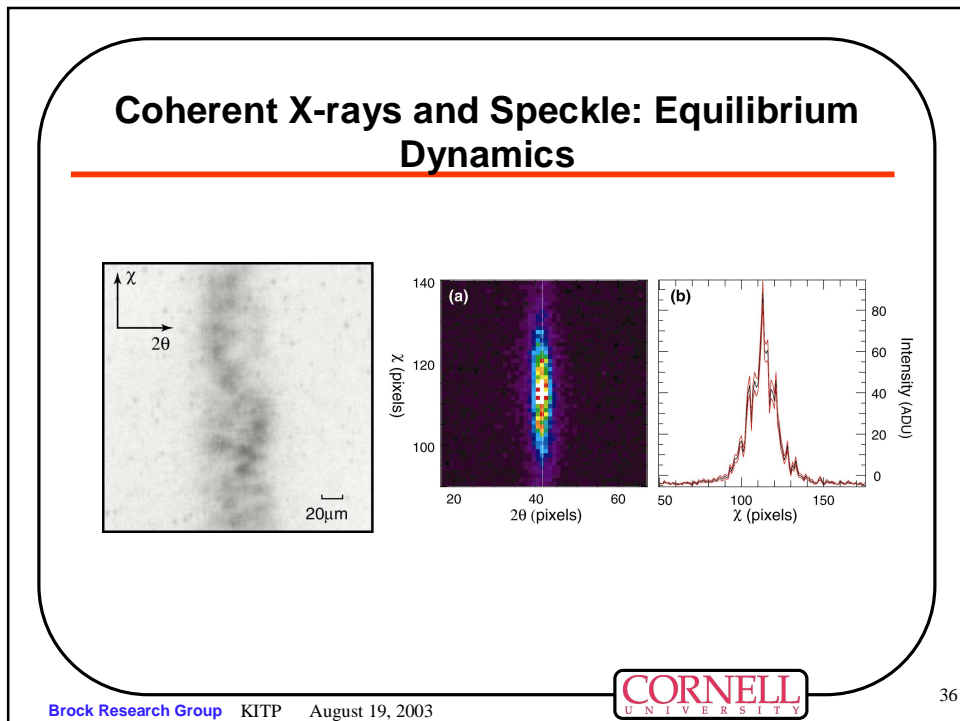 Coherent X-rays and Speckle: Equilibrium
Dynamics
χ
2θ
20μm
(a)
140
120
100
χ (pixels)
20 40 60
2θ (pixels)
(b)
80
60
40
20
0
Intensity (ADU)
50 100 150
χ (pixels)
Brock Research Group KITP August 19, 2003
CORNELL
UNIVERSITY
36